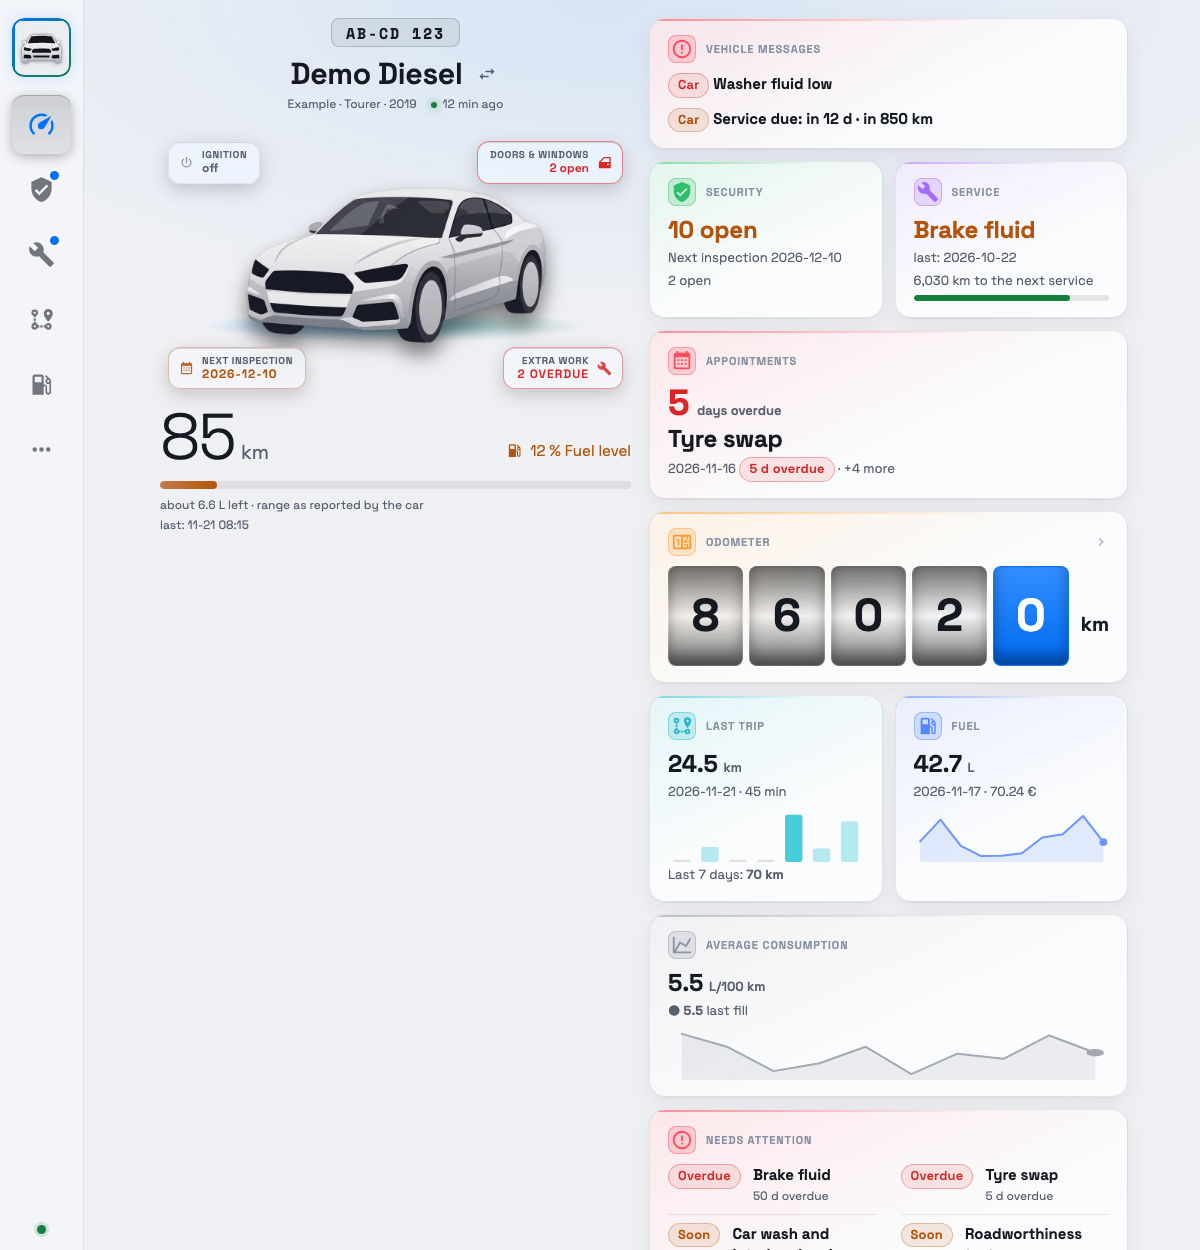 AB-CD 123
Demo Diesel
Example · Tourer · 2019 12 min ago
IGNITION
off
DOORS & WINDOWS
2 open
NEXT INSPECTION
2026-12-10
EXTRA WORK
2 OVERDUE
85 km
12 % Fuel level
about 6.6 L left · range as reported by the car
last: 11-21 08:15
VEHICLE MESSAGES
Car Washer fluid low
Car Service due: in 12 d · in 850 km
SECURITY
10 open
Next inspection 2026-12-10
2 open
SERVICE
Brake fluid
last: 2026-10-22
6,030 km to the next service
APPOINTMENTS
5 days overdue
Tyre swap
2026-11-16 5 d overdue · +4 more
ODOMETER
8 6 0 2 0 km
LAST TRIP
24.5 km
2026-11-21 · 45 min
Last 7 days: 70 km
FUEL
42.7 L
2026-11-17 · 70.24 €
AVERAGE CONSUMPTION
5.5 L/100 km
5.5 last fill
NEEDS ATTENTION
Overdue Brake fluid
50 d overdue
Overdue Tyre swap
5 d overdue
Soon Car wash and
Soon Roadworthiness